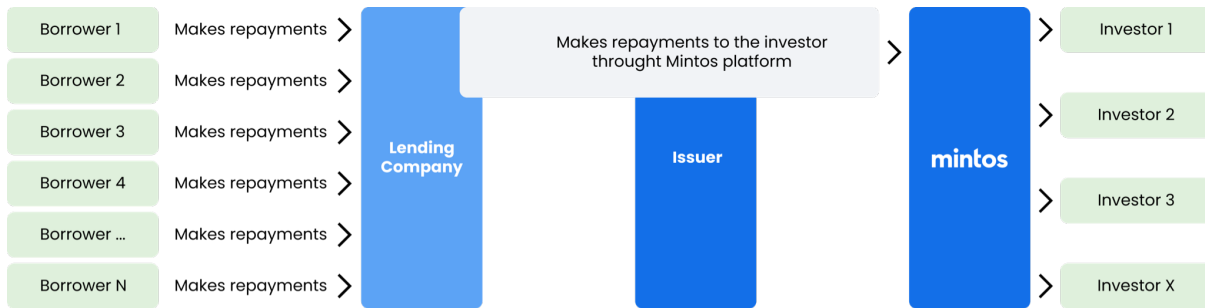 Borrower 1
Makes repayments
Borrower 2
Makes repayments
Borrower 3
Makes repayments
Borrower 4
Makes repayments
Borrower ...
Makes repayments
Borrower N
Makes repayments
Lending
Company
Makes repayments to the investor
throught Mintos platform
Issuer
mintos
Investor 1
Investor 2
Investor 3
Investor X